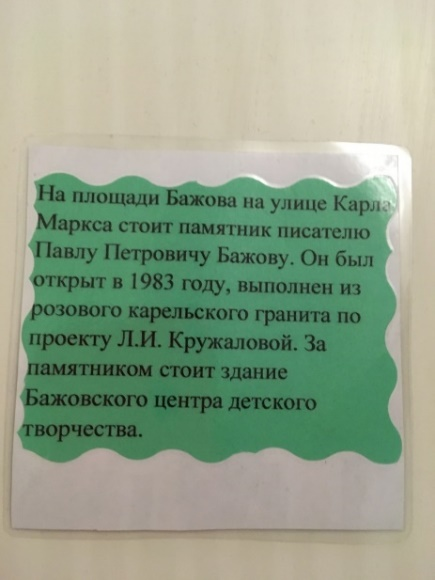 На площади Бажова на улице Карла
Маркса стоит памятник писателю
Павлу Петровичу Бажову. Он был
открыт в 1983 году, выполнен из
розового карельского гранита по
проекту Л.И. Кружаловой. За
памятником стоит здание
Бажовского центра детского
творчества.